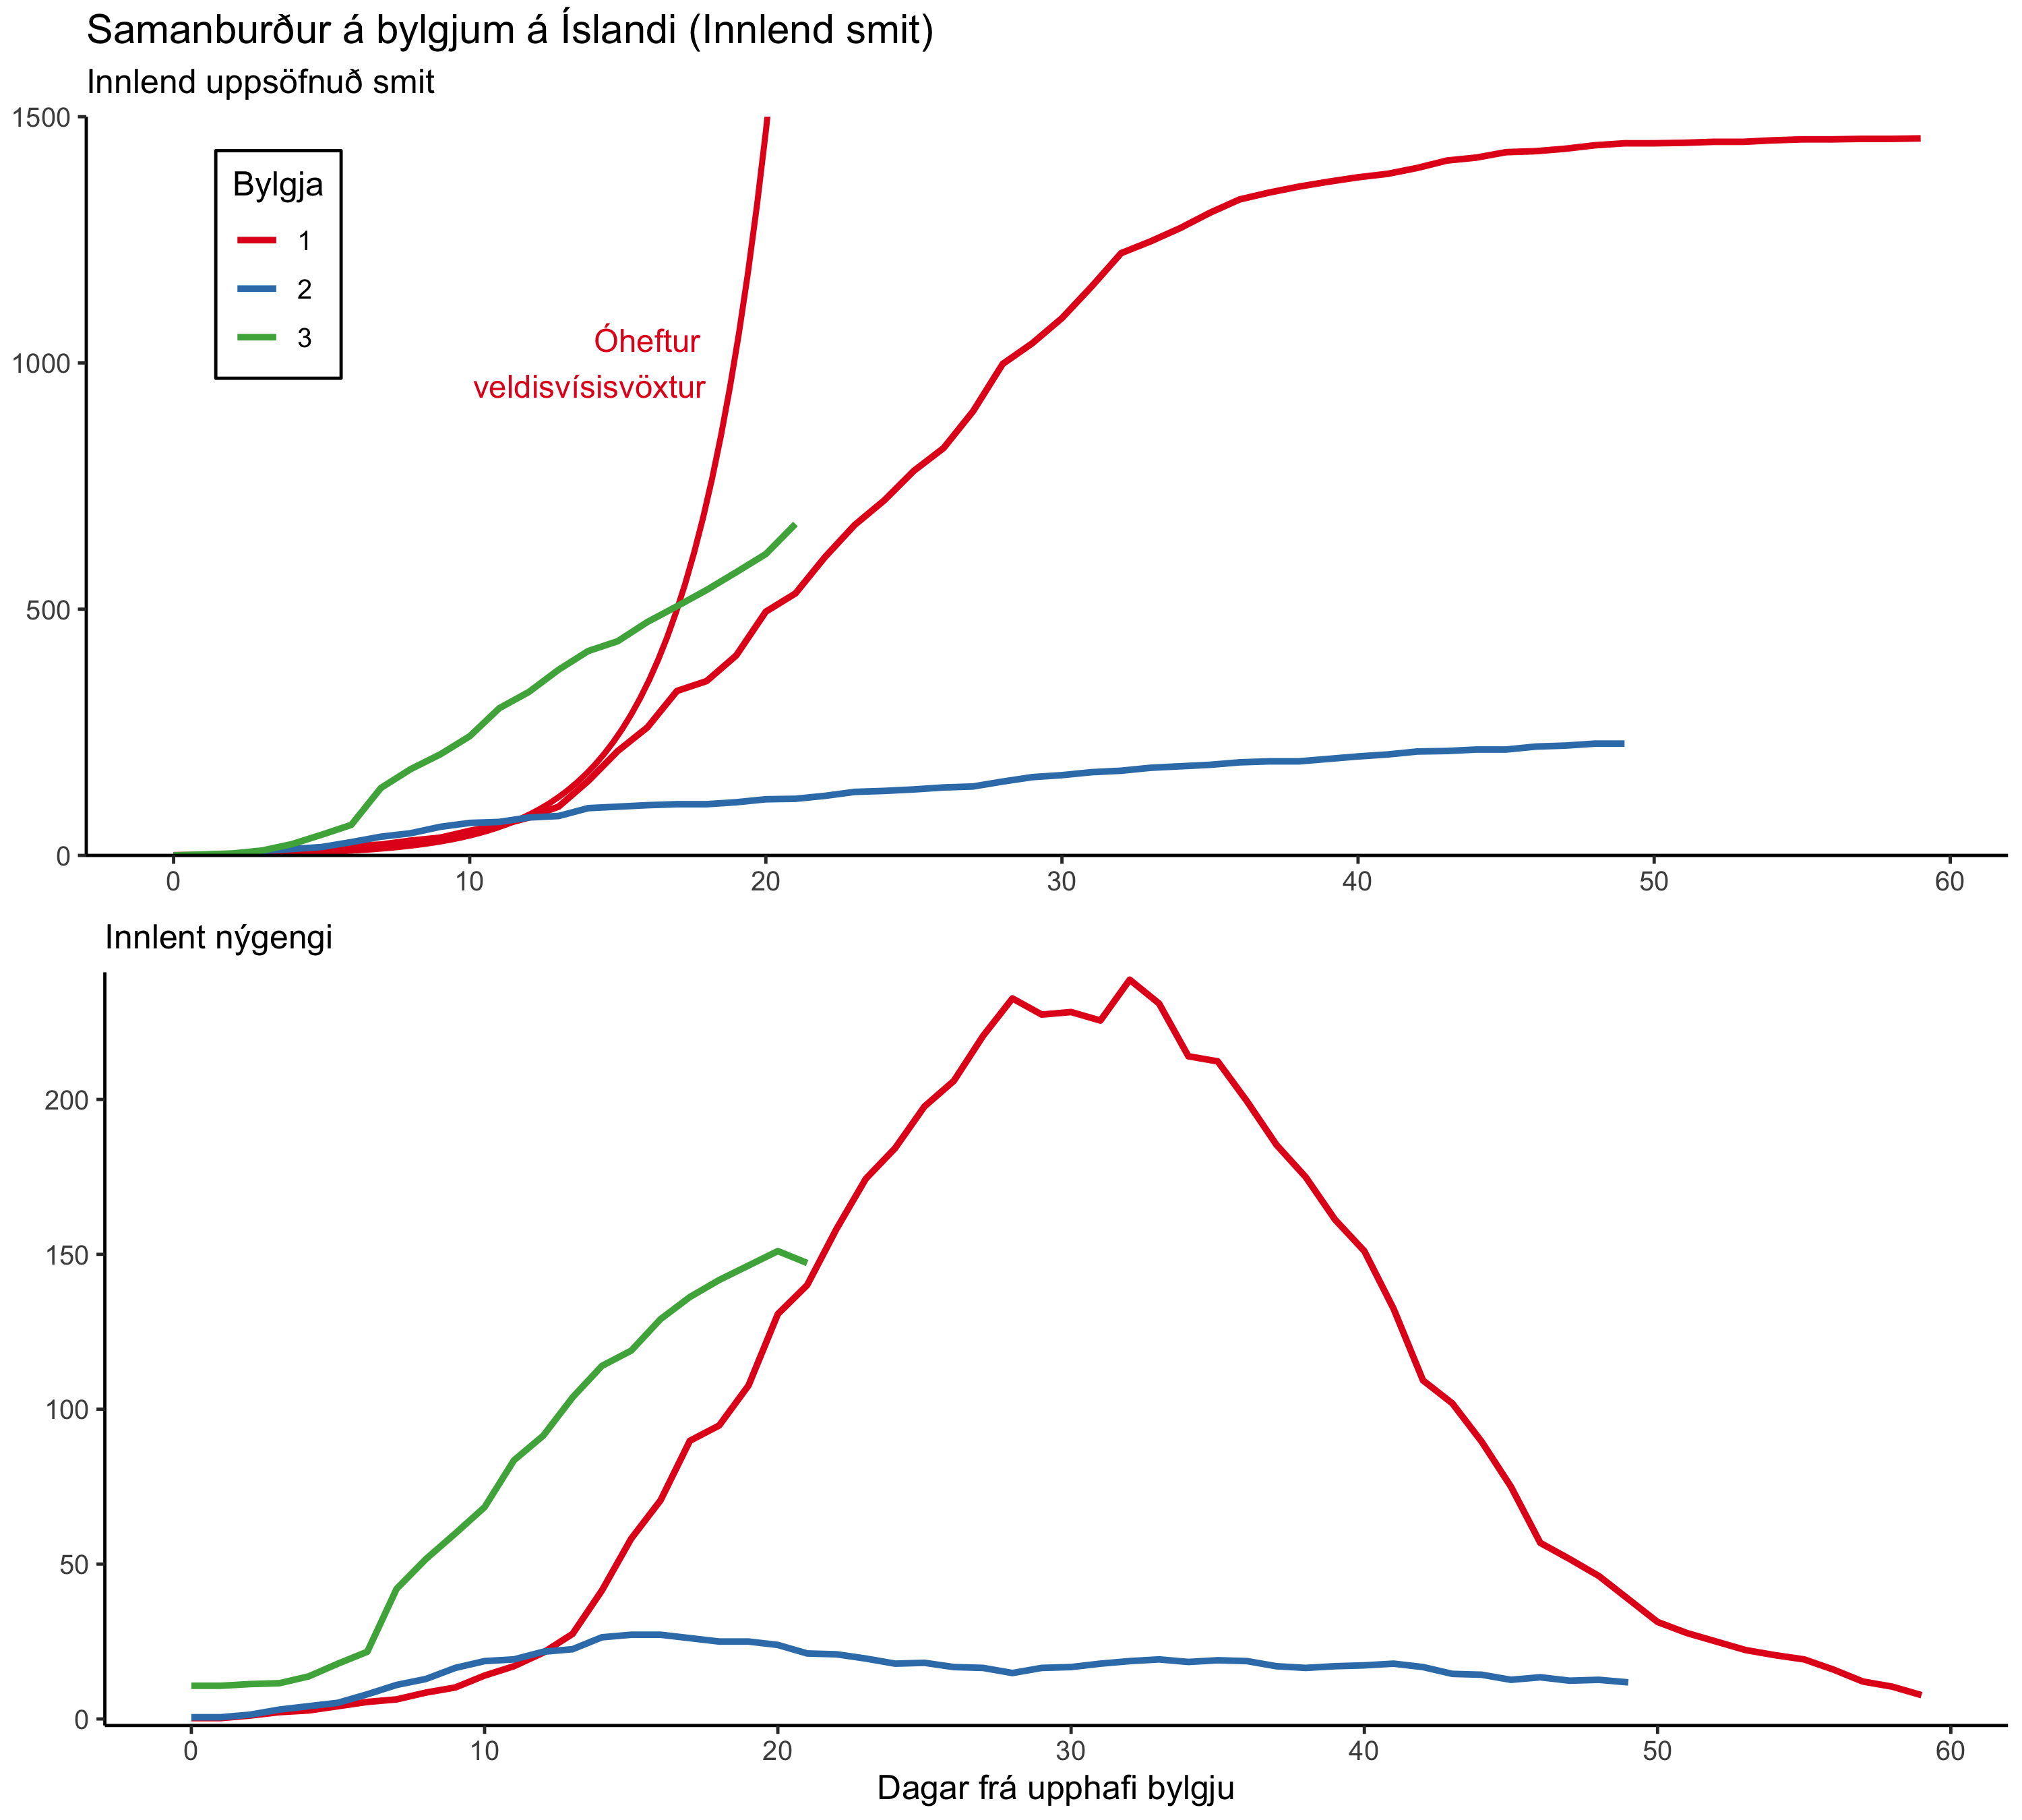 Samanburður á bylgjum á Íslandi (Innlend smit)
Innlend uppsöfnuð smit
1500
1000
500
0
Bylgja
1
2
3
Óheftur
veldisvísisvöxtur
0 10 20 30 40 50 60
Innlent nýgengi
200
150
100
50
0
0 10 20 30 40 50 60
Dagar frá upphafi bylgju